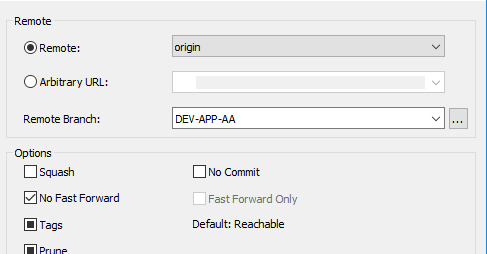 Remote
Remote: origin
Arbitrary URL:
Remote Branch: DEV-APP-AA ...
Options
Squash No Commit
No Fast Forward Fast Forward Only
Tags Default: Reachable
Prune